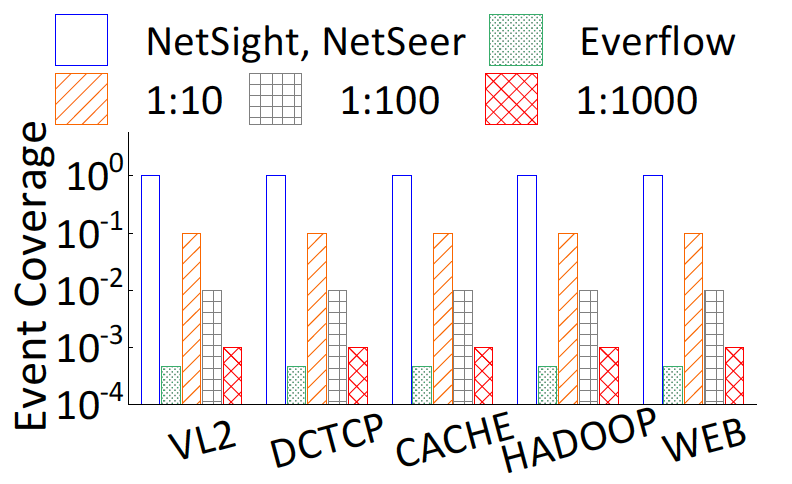 NetSight, NetSeer Everflow
1:10 1:100 1:1000
Event Coverage
10^0
10^-1
10^-2
10^-3
10^-4
VL2 DCTCP CACHE HADOOP WEB